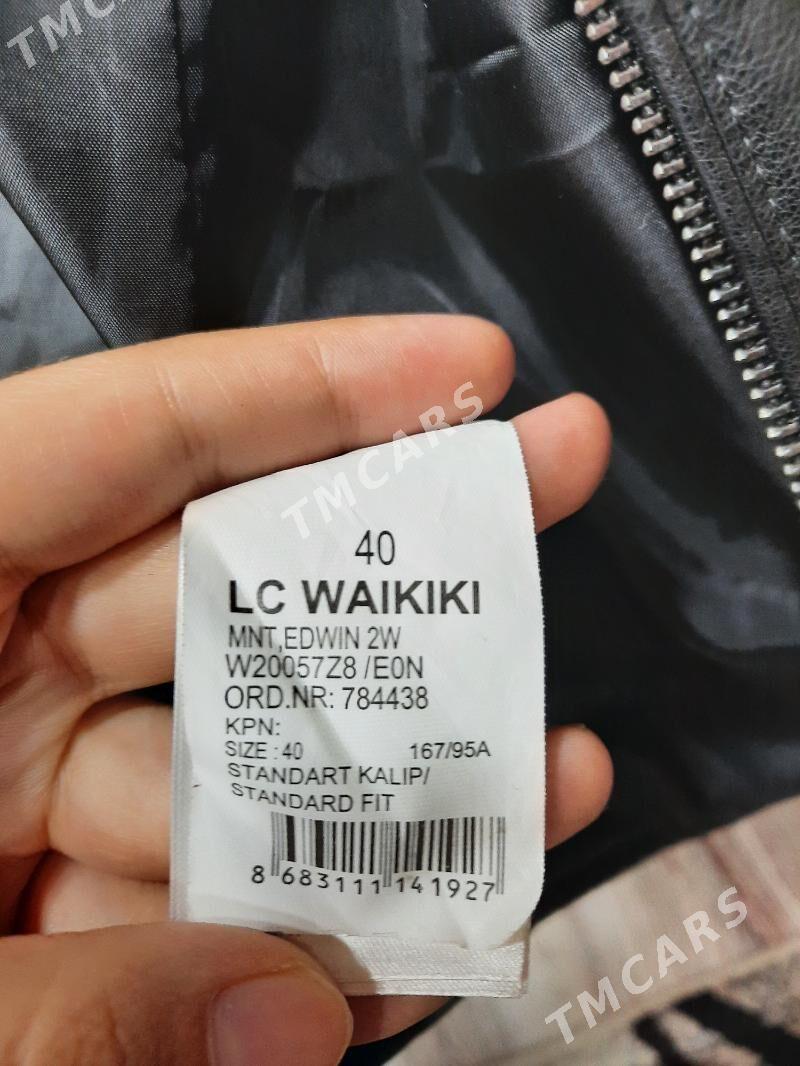 TMCARS
TMCARS
40
LC WAIKIKI
MNT,EDWIN 2W
W20057Z8 /E0N
ORD.NR: 784438
KPN:
SIZE : 40 167/95A
STANDART KALIP/
STANDARD FIT
8 683111 141927
TMCARS